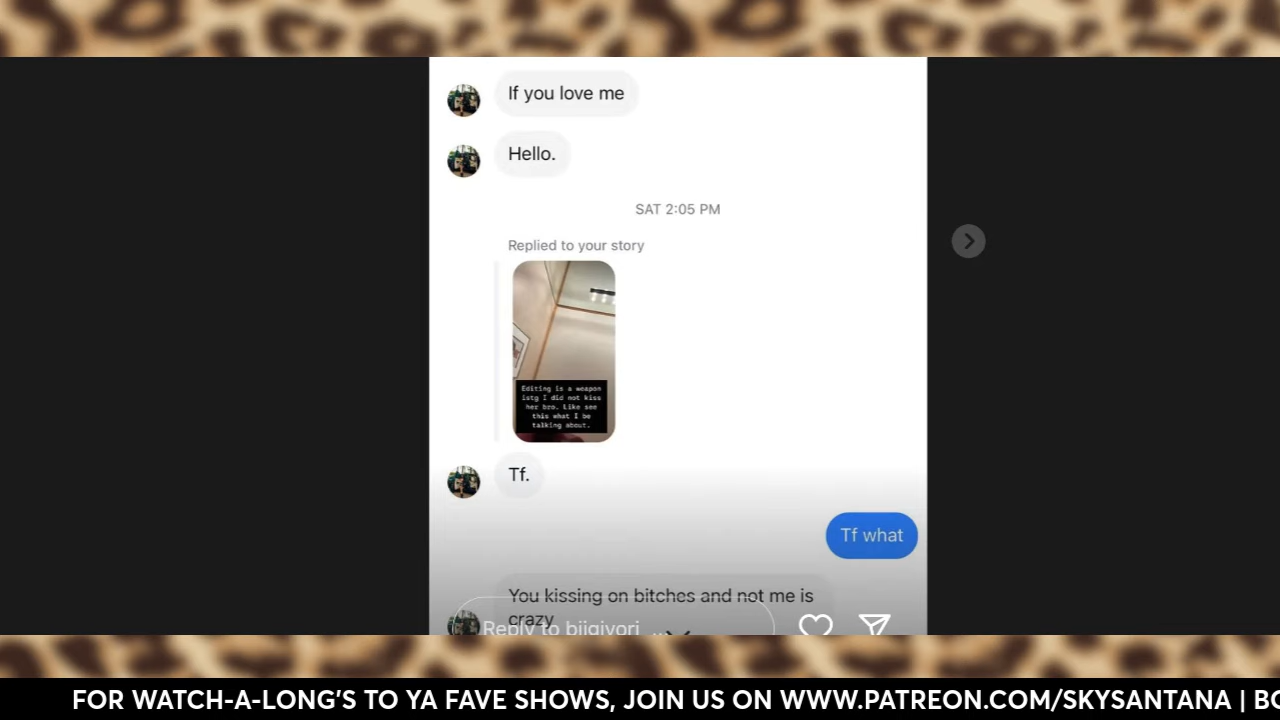 If you love me
Hello.
SAT 2:05 PM
Replied to your story
Editing is a weapon
istg I did not kiss
her bro. Like see
this what I be
talking about.
Tf.
Tf what
You kissing on bitches and not me is
crazy
Reply to bijgivori...
FOR WATCH-A-LONG'S TO YA FAVE SHOWS, JOIN US ON WWW.PATREON.COM/SKYSANTANA | BO